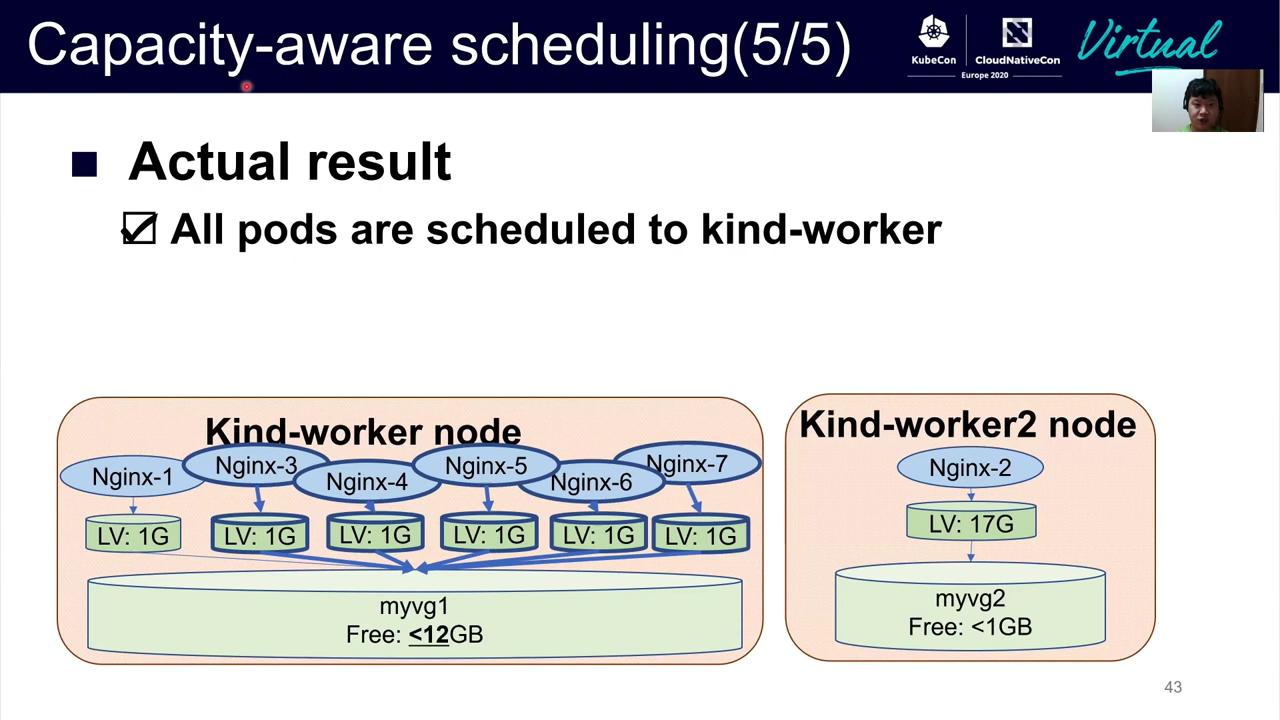 Capacity-aware scheduling(5/5)
KubeCon
CloudNativeCon
Europe 2020
Virtual
Actual result
All pods are scheduled to kind-worker
Kind-worker node
Nginx-1
Nginx-3
Nginx-4
Nginx-5
Nginx-6
Nginx-7
LV: 1G
LV: 1G
LV: 1G
LV: 1G
LV: 1G
LV: 1G
myvg1
Free: <12GB
Kind-worker2 node
Nginx-2
LV: 17G
myvg2
Free: <1GB
43